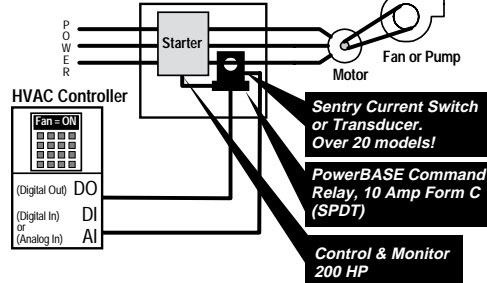 POWER
Starter
Motor
Fan or Pump
HVAC Controller
Fan = ON
(Digital Out) DO
(Digital In) DI
or
(Analog In) AI
Sentry Current Switch
or Transducer.
Over 20 models!
PowerBASE Command
Relay, 10 Amp Form C
(SPDT)
Control & Monitor
200 HP